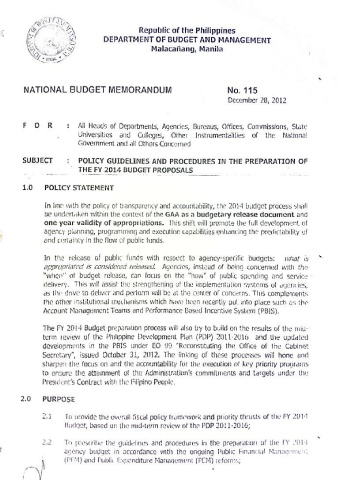 Republic of the Philippines
DEPARTMENT OF BUDGET AND MANAGEMENT
Malacañang, Manila
NATIONAL BUDGET MEMORANDUM No. 115
December 28, 2012
F O R : All Heads of Departments, Agencies, Bureaus, Offices, Commissions, State
Universities and Colleges, Other Instrumentalities of the National
Government and all Others Concerned
SUBJECT : POLICY GUIDELINES AND PROCEDURES IN THE PREPARATION OF
THE FY 2014 BUDGET PROPOSALS
1.0 POLICY STATEMENT
In line with the policy of transparency and accountability, the 2014 budget process shall
be undertaken within the context of the GAA as a budgetary release document and
one year validity of appropriations. This shift will promote the full development of
agency planning, programming and execution capabilities enhancing the predictability of
and certainty in the flow of public funds.
In the release of public funds with respect to agency-specific budgets: what is
appropriated is considered released. Agencies, instead of being concerned with the
"when" of budget release, can focus on the "how" of public spending and service
delivery. This will assist the strengthening of the implementation systems of agencies,
as the drive to deliver and perform will be at the center of concerns. This complements
the other institutional mechanisms which have been recently put into place such as the
Account Management Teams and Performance Based Incentive System (PBIS).
The FY 2014 Budget preparation process will also try to build on the results of the mid-
term review of the Philippine Development Plan (PDP) 2011-2016 and the updated
developments in the PBIS under EO 99 "Reconstituting the Office of the Cabinet
Secretary", issued October 31, 2012. The linking of these processes will hone and
sharpen the focus on and the accountability for the execution of key priority programs
to ensure the attainment of the Administration's commitments and targets under the
President's Contract with the Filipino People.
2.0 PURPOSE
2.1 To provide the overall fiscal policy framework and priority thrusts of the FY 2014
Budget, based on the mid-term review of the PDP 2011-2016;
2.2 To prescribe the guidelines and procedures in the preparation of the FY 2014
agency budget in accordance with the ongoing Public Financial Management
(PFM) and Public Expenditure Management (PEM) reforms;